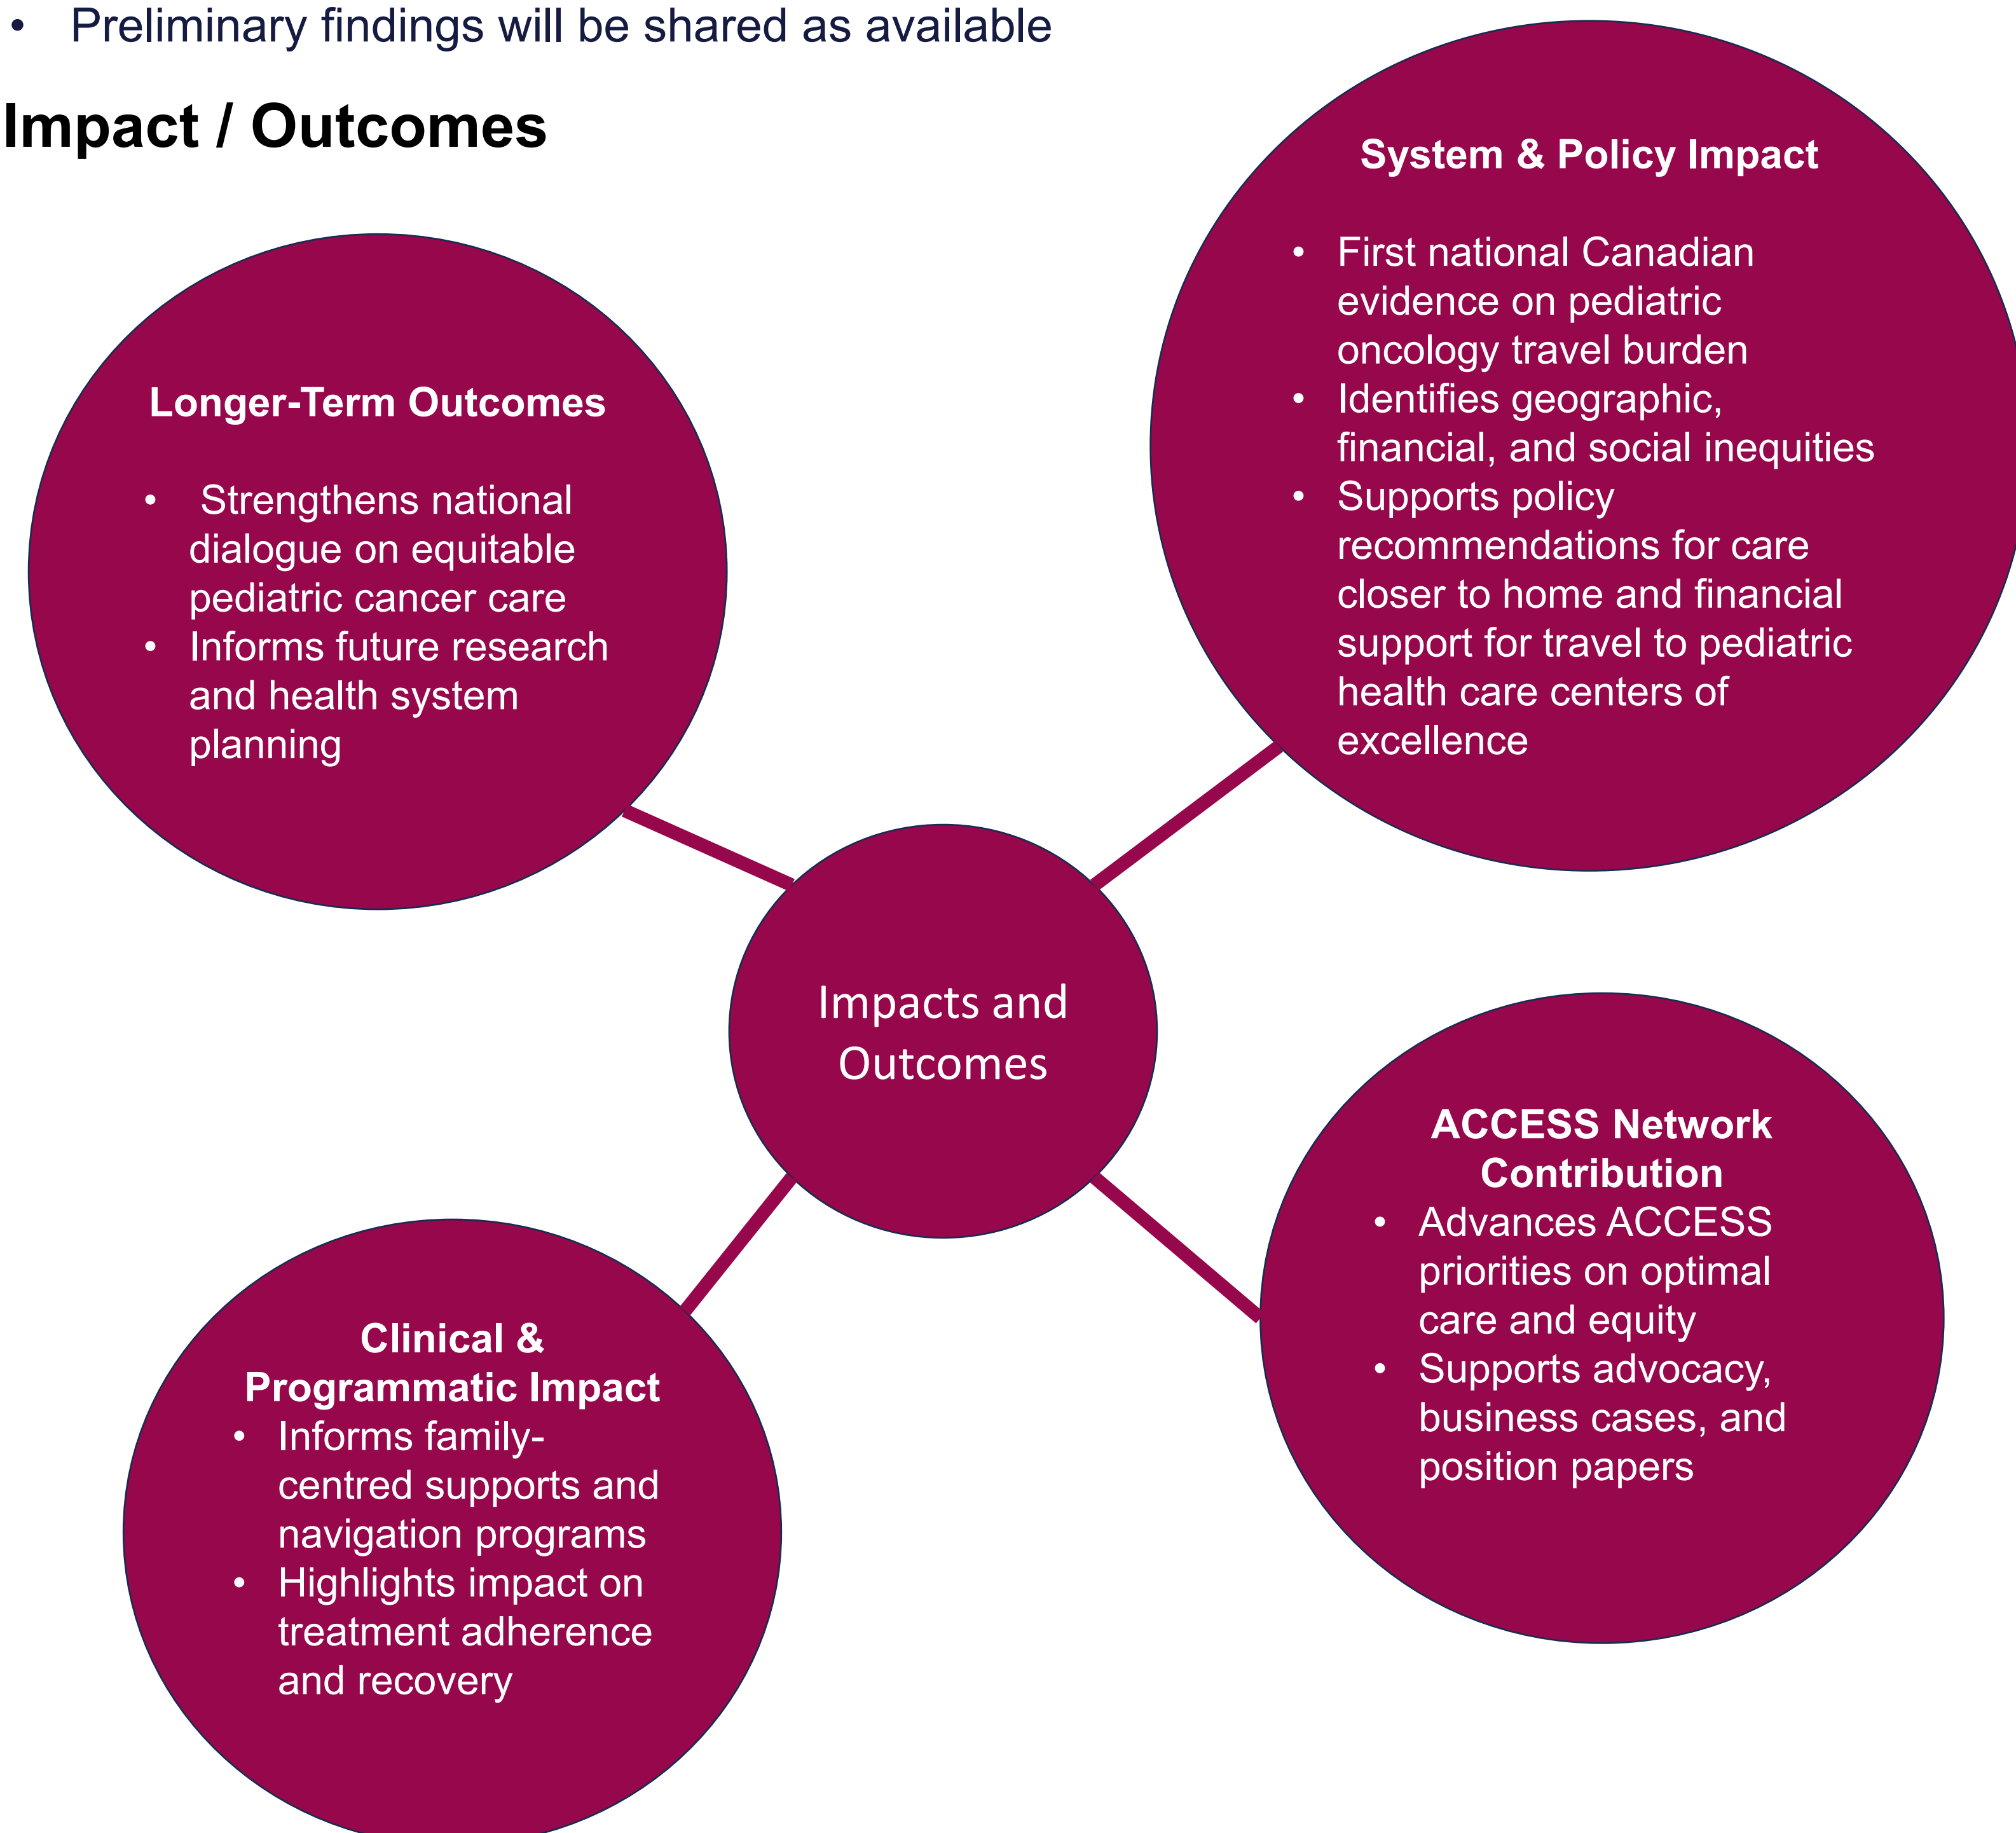 • Preliminary findings will be shared as available
Impact / Outcomes
System & Policy Impact
• First national Canadian
evidence on pediatric
oncology travel burden
• Identifies geographic,
financial, and social inequities
• Supports policy
recommendations for care
closer to home and financial
support for travel to pediatric
health care centers of
excellence
Longer-Term Outcomes
• Strengthens national
dialogue on equitable
pediatric cancer care
• Informs future research
and health system
planning
Impacts and
Outcomes
ACCESS Network
Contribution
• Advances ACCESS
priorities on optimal
care and equity
• Supports advocacy,
business cases, and
position papers
Clinical &
Programmatic Impact
• Informs family-
centred supports and
navigation programs
• Highlights impact on
treatment adherence
and recovery